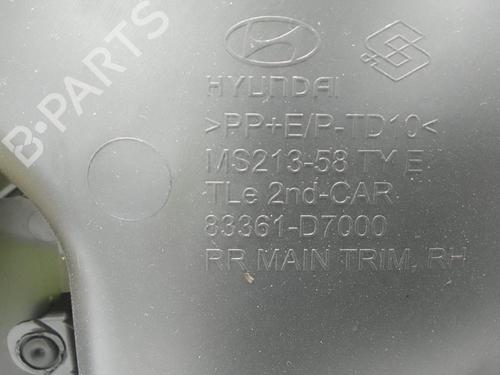 B-PARTS
HYUNDAI
>PP+E/P-TD10<
MS213-58 TY E
TLe 2nd-CAR
83361-D7000
RR MAIN TRIM, RH